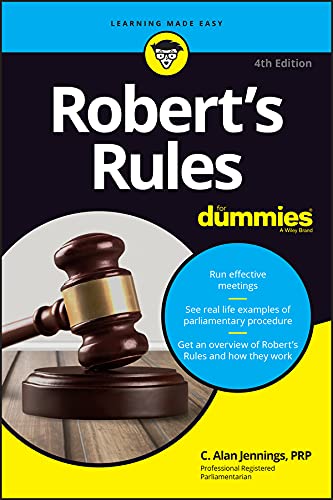 LEARNING MADE EASY
4th Edition
Robert's
Rules
for
dummies
A Wiley Brand
Run effective
meetings
See real life examples of
parliamentary procedure
Get an overview of Robert's
Rules and how they work
C. Alan Jennings, PRP
Professional Registered
Parliamentarian